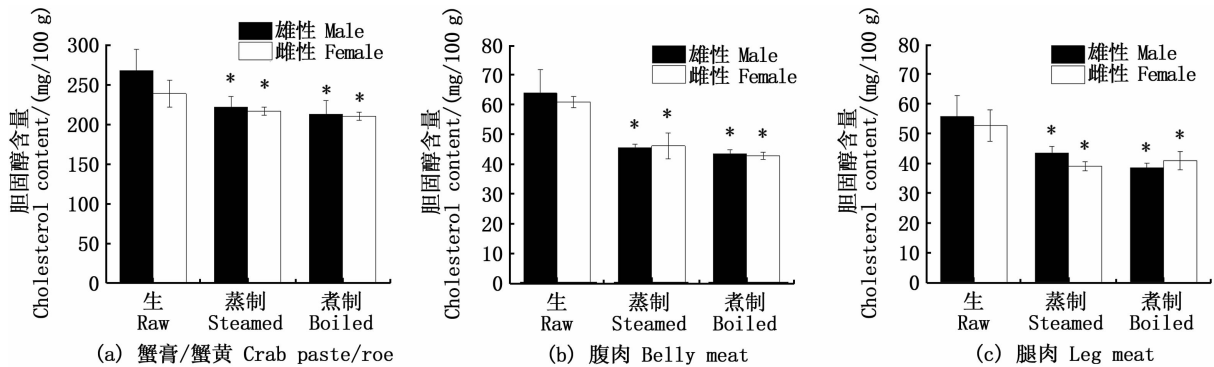 胆固醇含量
Cholesterol content/(mg/100 g)
300
250
200
150
100
50
0
雄性 Male
雌性 Female
*
*
*
*
生
Raw
蒸制
Steamed
煮制
Boiled
(a) 蟹膏/蟹黄 Crab paste/roe
胆固醇含量
Cholesterol content/(mg/100 g)
80
70
60
50
40
30
20
10
0
雄性 Male
雌性 Female
*
*
*
*
生
Raw
蒸制
Steamed
煮制
Boiled
(b) 腹肉 Belly meat
胆固醇含量
Cholesterol content/(mg/100 g)
80
70
60
50
40
30
20
10
0
雄性 Male
雌性 Female
*
*
*
*
生
Raw
蒸制
Steamed
煮制
Boiled
(c) 腿肉 Leg meat